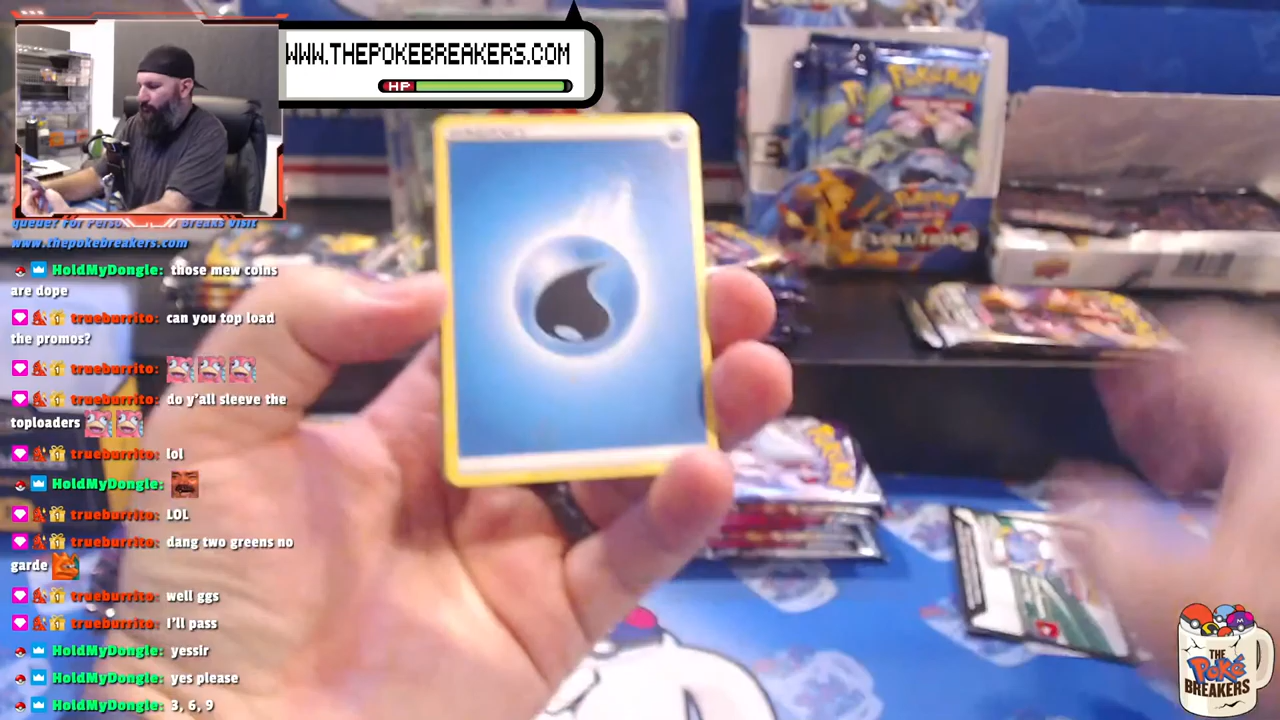 WWW.THEPOKEBREAKERS.COM
HP
www.thepokebreakers.com
HoldMyDongle: those mew coins
are dope
trueburrito: can you top load
the promos?
trueburrito:
trueburrito: do y'all sleeve the
toploaders
trueburrito: lol
HoldMyDongle:
trueburrito: LOL
trueburrito: dang two greens no
garde
trueburrito: well ggs
trueburrito: I'll pass
HoldMyDongle: yessir
HoldMyDongle: yes please
HoldMyDongle: 3, 6, 9
Pokémon
EVOLUTIONS
THE
Poké
BREAKERS